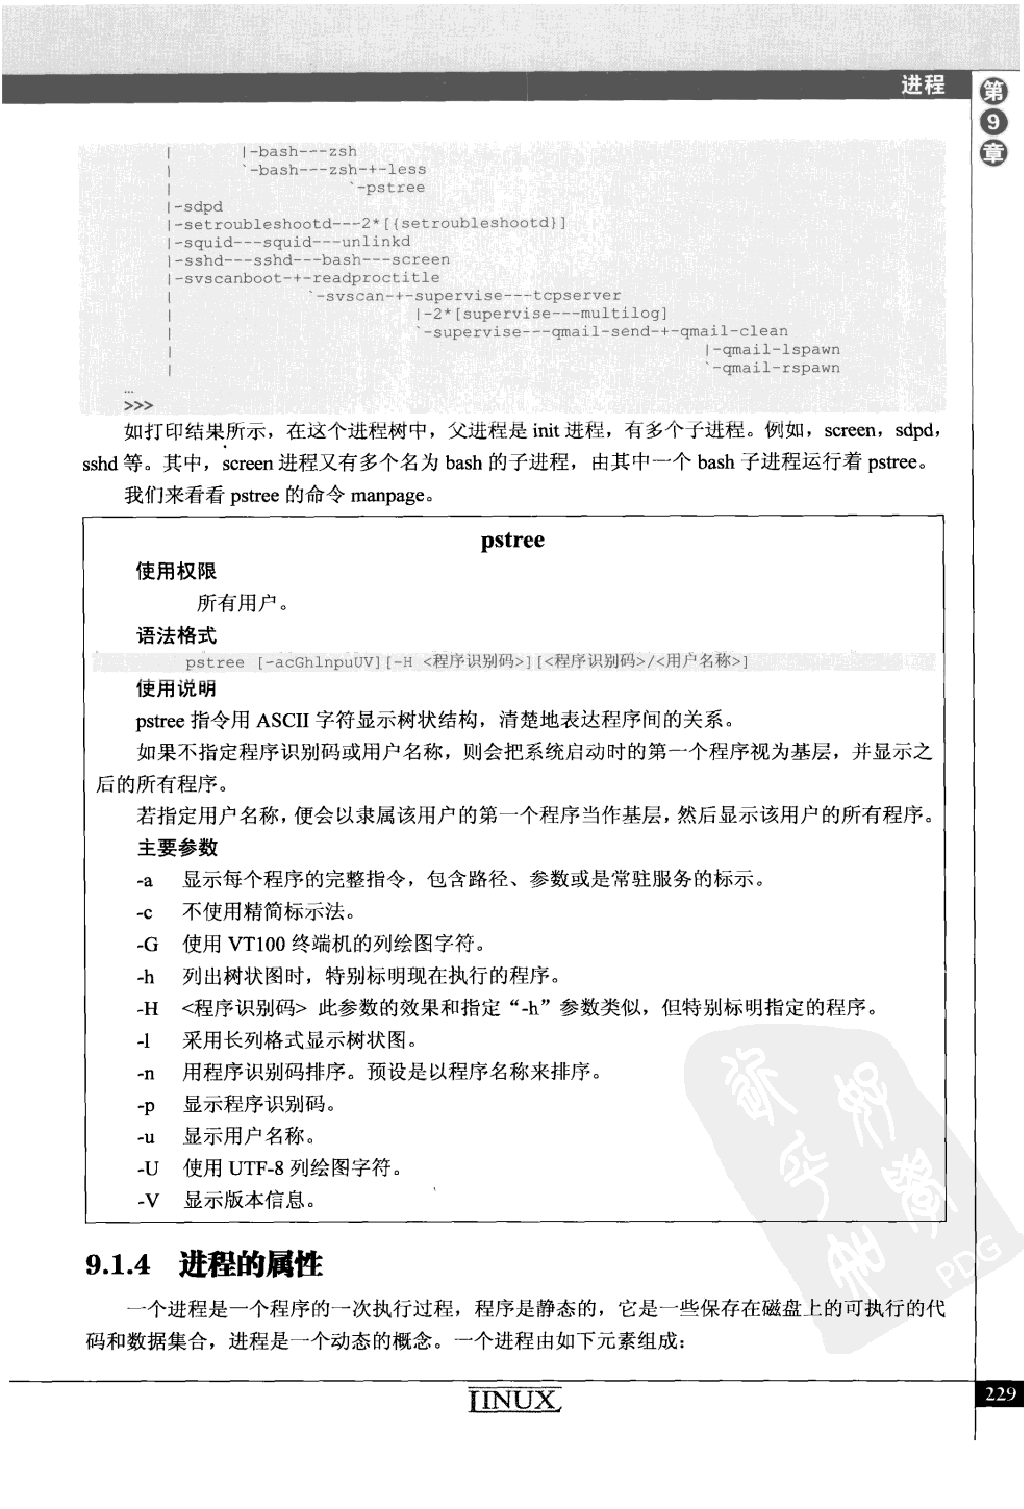 进程
第
9
章
|       |-bash---zsh
|       `-bash---zsh-+-less
|                  `-pstree
|-sdpd
|-setroubleshootd---2*[{setroubleshootd}]
|-squid---squid---unlinkd
|-sshd---sshd---bash---screen
|-svscanboot-+-readproctitle
|              `-svscan-+-supervise---tcpserver
|                         |-2*[supervise---multilog]
|                         `-supervise---qmail-send-+-qmail-clean
|                                                       |-qmail-lspawn
|                                                       `-qmail-rspawn
…
>>>
如打印结果所示，在这个进程树中，父进程是 init 进程，有多个子进程。例如，screen，sdpd，
sshd 等。其中，screen 进程又有多个名为 bash 的子进程，由其中一个 bash 子进程运行着 pstree。
我们来看看 pstree 的命令 manpage。
pstree
使用权限
所有用户。
语法格式
pstree [-acGhlnpuUV][-H <程序识别码>][<程序识别码>/<用户名称>]
使用说明
pstree 指令用 ASCII 字符显示树状结构，清楚地表达程序间的关系。
如果不指定程序识别码或用户名称，则会把系统启动时的第一个程序视为基层，并显示之
后的所有程序。
若指定用户名称，便会以隶属该用户的第一个程序当作基层，然后显示该用户的所有程序。
主要参数
-a 显示每个程序的完整指令，包含路径、参数或是常驻服务的标示。
-c 不使用精简标示法。
-G 使用 VT100 终端机的列绘图字符。
-h 列出树状图时，特别标明现在执行的程序。
-H <程序识别码> 此参数的效果和指定“-h”参数类似，但特别标明指定的程序。
-l 采用长列格式显示树状图。
-n 用程序识别码排序。预设是以程序名称来排序。
-p 显示程序识别码。
-u 显示用户名称。
-U 使用 UTF-8 列绘图字符。
-V 显示版本信息。
PDG
9.1.4 进程的属性
一个进程是一个程序的一次执行过程，程序是静态的，它是一些保存在磁盘上的可执行的代
码和数据集合，进程是一个动态的概念。一个进程由如下元素组成：
LINUX
229